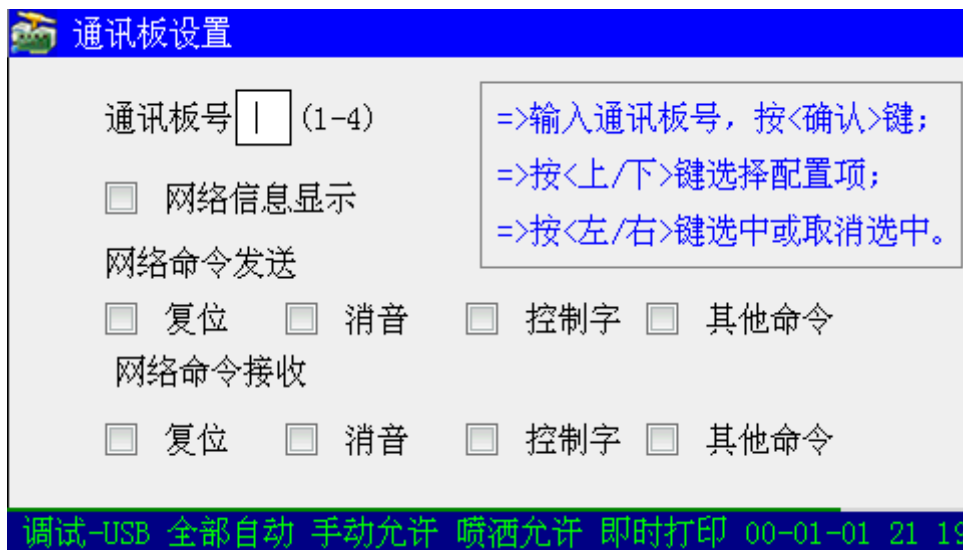 通讯板设置
通讯板号 (1-4)
=>输入通讯板号，按<确认>键；
=>按<上/下>键选择配置项；
=>按<左/右>键选中或取消选中。
网络信息显示
网络命令发送
复位 消音 控制字 其他命令
网络命令接收
复位 消音 控制字 其他命令
调试-USB 全部自动 手动允许 喷洒允许 即时打印 00-01-01 21 19